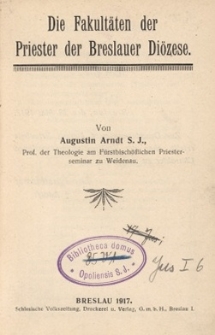 Die Fakultäten der
Priester der Breslauer Diözese.
Von
Augustin Arndt S. J.,
Prof. der Theologie am Fürstbischöflichen Priester-
seminar zu Weidenau.
Bibliotheca domus
Opoliensis S. J.
Jus I 6
BRESLAU 1917.
Schlesische Volkszeitung, Druckerei u. Verlag, G. m. b. H., Breslau I.